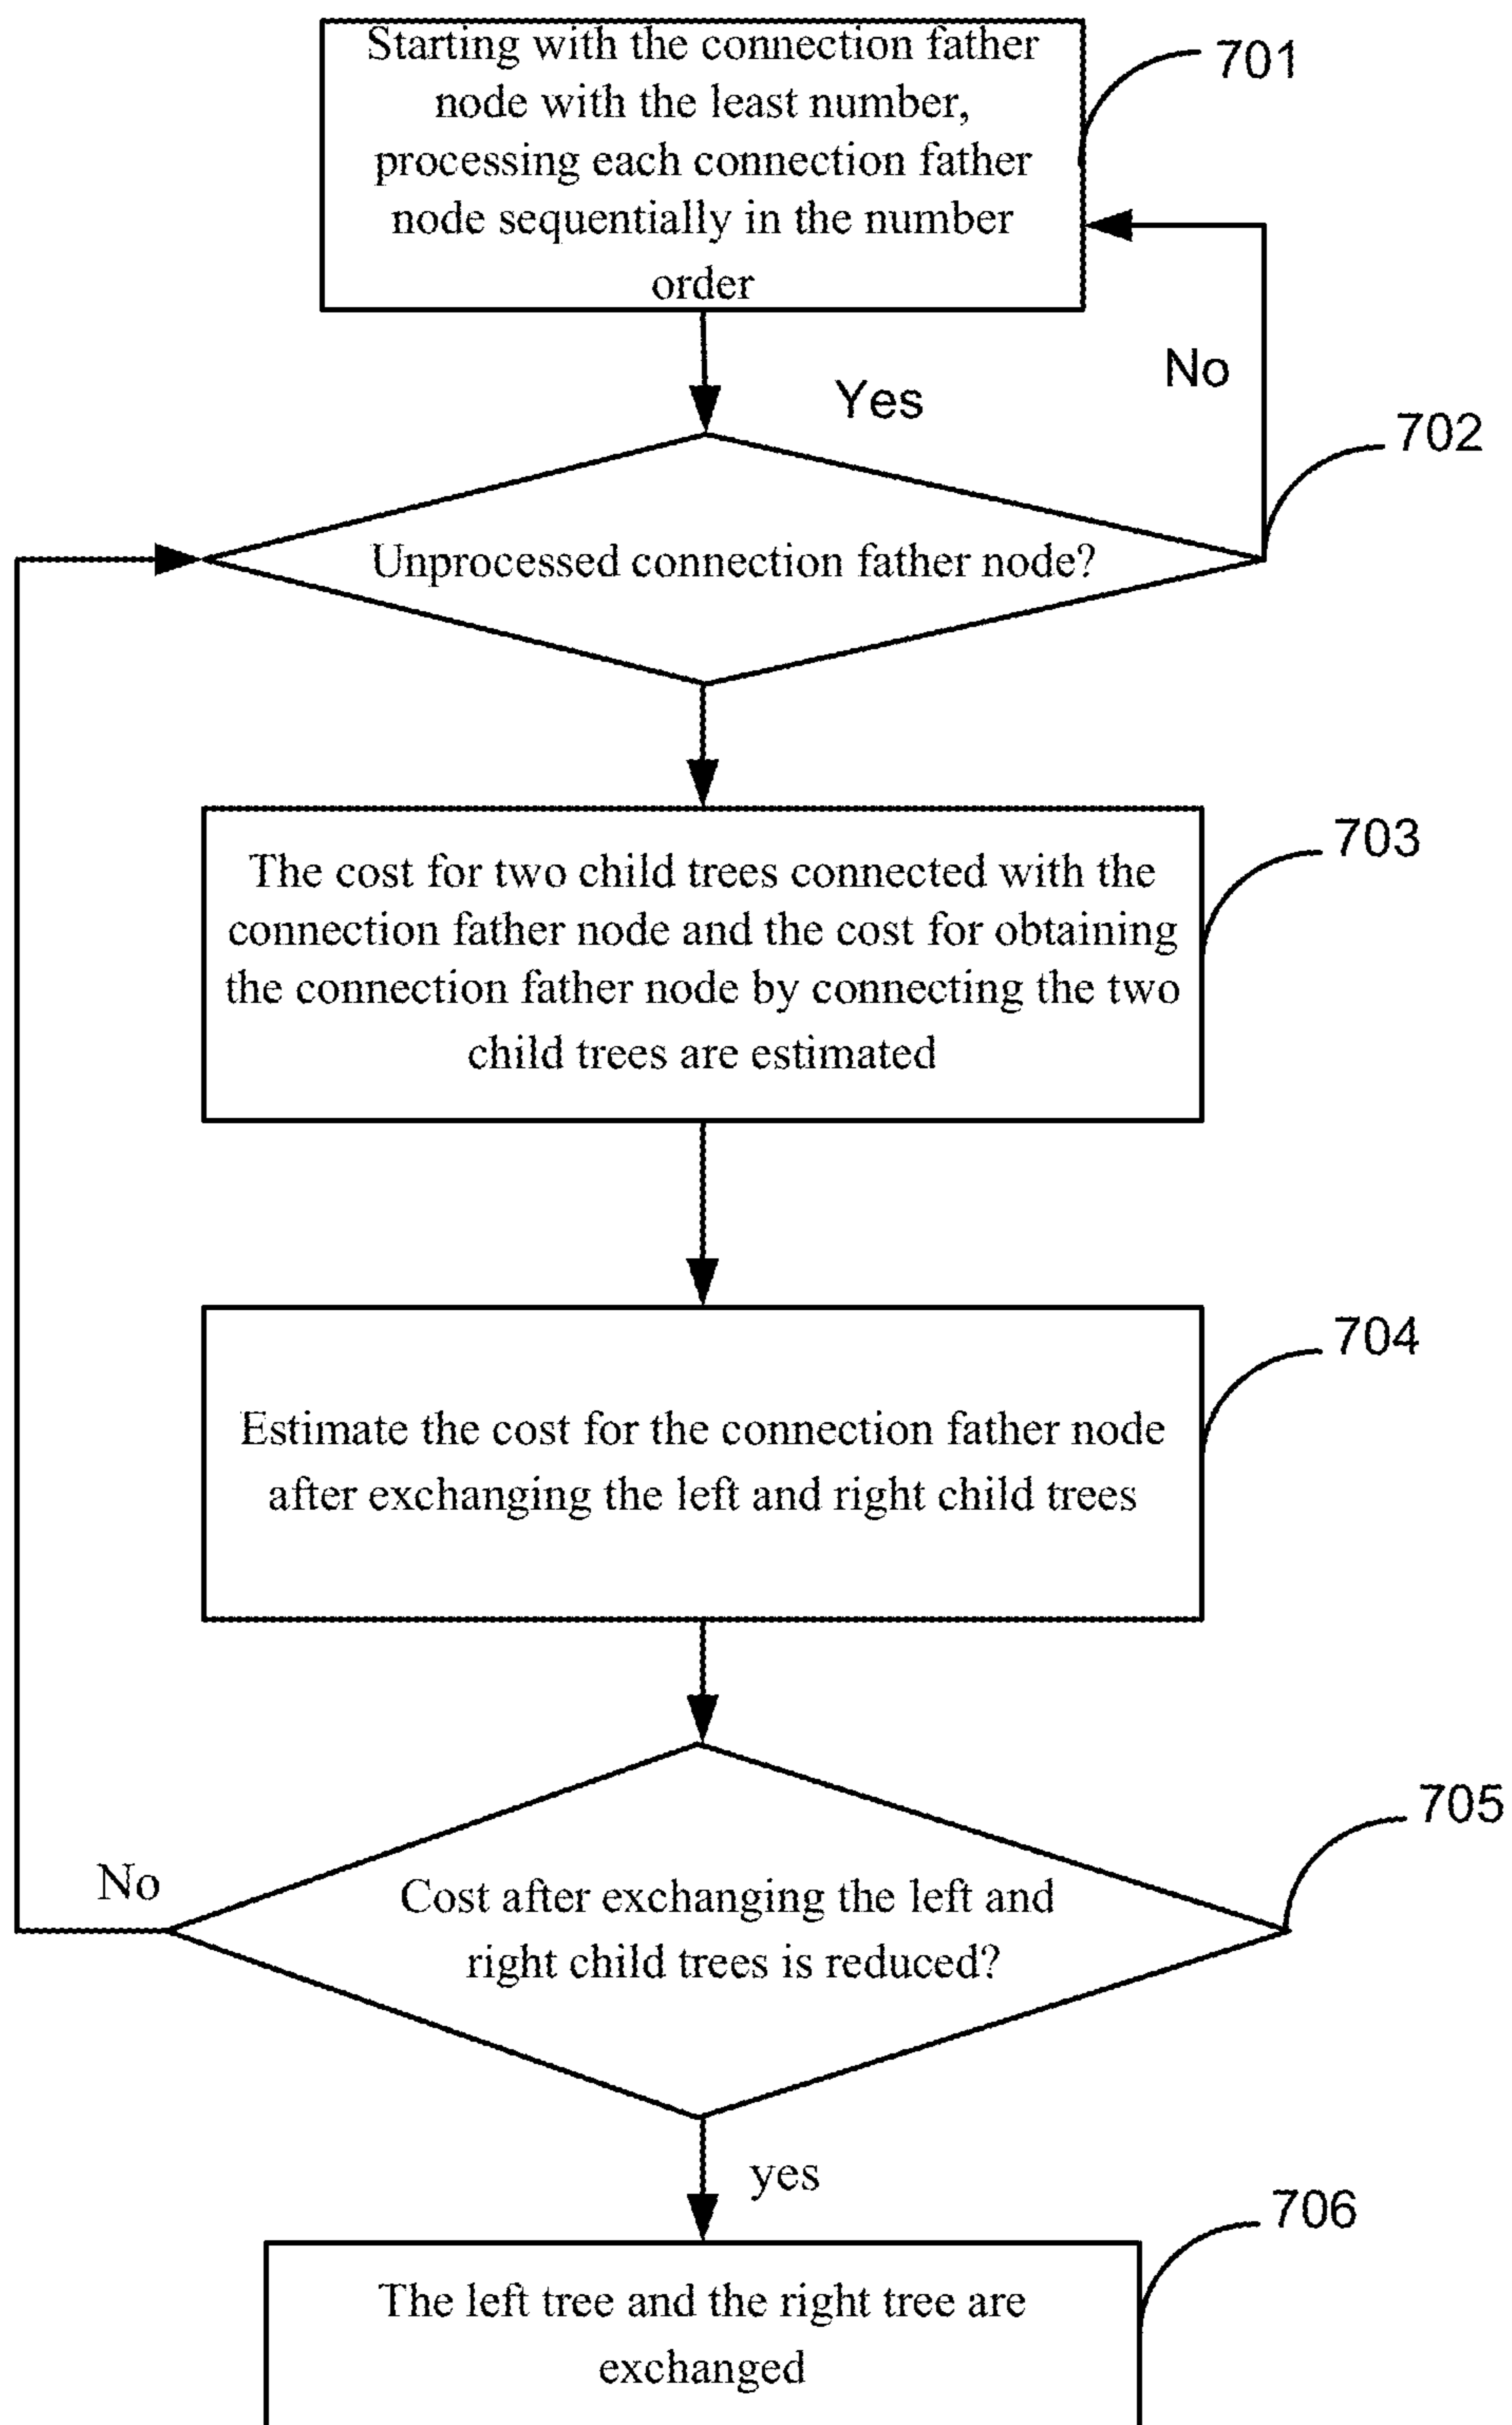 Starting with the connection father
node with the least number,
processing each connection father
node sequentially in the number
order
701
Yes
No
702
Unprocessed connection father node?
703
The cost for two child trees connected with the
connection father node and the cost for obtaining
the connection father node by connecting the two
child trees are estimated
704
Estimate the cost for the connection father node
after exchanging the left and right child trees
705
No
Cost after exchanging the left and
right child trees is reduced?
yes
706
The left tree and the right tree are
exchanged